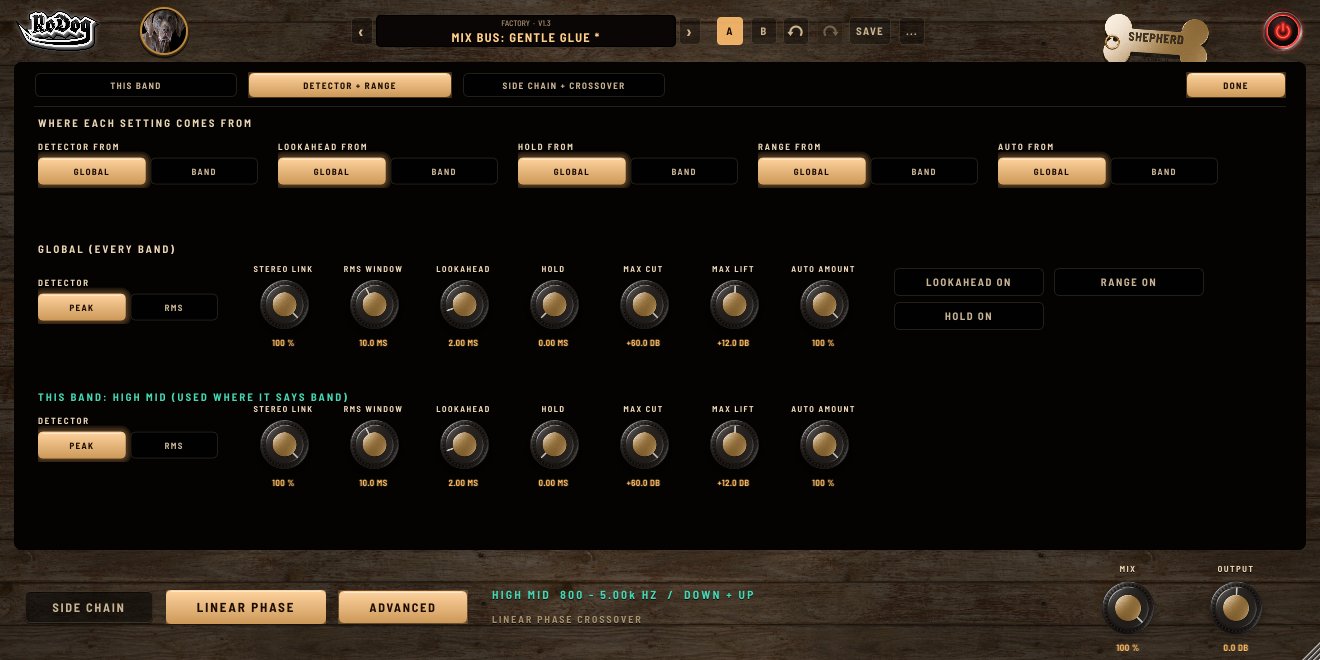 RoDog
FACTORY · V1.3
‹ MIX BUS: GENTLE GLUE * ›
A B SAVE ...
SHEPHERD
THIS BAND DETECTOR + RANGE SIDE CHAIN + CROSSOVER DONE
WHERE EACH SETTING COMES FROM
DETECTOR FROM LOOKAHEAD FROM HOLD FROM RANGE FROM AUTO FROM
GLOBAL BAND GLOBAL BAND GLOBAL BAND GLOBAL BAND GLOBAL BAND
GLOBAL (EVERY BAND)
STEREO LINK RMS WINDOW LOOKAHEAD HOLD MAX CUT MAX LIFT AUTO AMOUNT
DETECTOR
LOOKAHEAD ON RANGE ON
PEAK RMS
HOLD ON
100 % 10.0 MS 2.00 MS 0.00 MS +60.0 DB +12.0 DB 100 %
THIS BAND: HIGH MID (USED WHERE IT SAYS BAND)
STEREO LINK RMS WINDOW LOOKAHEAD HOLD MAX CUT MAX LIFT AUTO AMOUNT
DETECTOR
PEAK RMS
100 % 10.0 MS 2.00 MS 0.00 MS +60.0 DB +12.0 DB 100 %
MIX OUTPUT
SIDE CHAIN LINEAR PHASE ADVANCED
HIGH MID 800 - 5.00k HZ / DOWN + UP
LINEAR PHASE CROSSOVER
100 % 0.0 DB